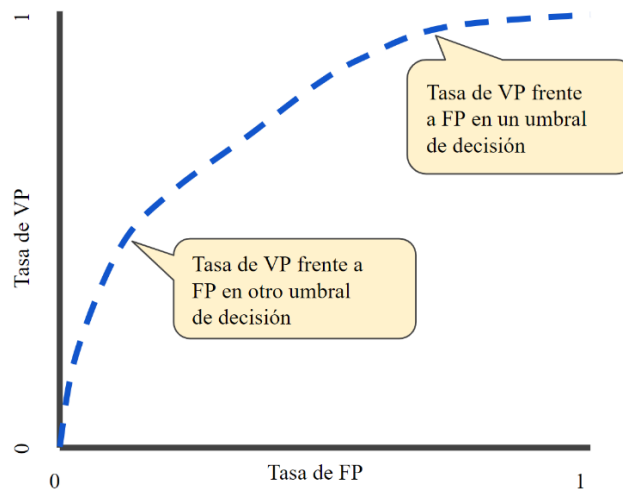 1
Tasa de VP
Tasa de VP frente
a FP en un umbral
de decisión
Tasa de VP frente a
FP en otro umbral
de decisión
0
0
Tasa de FP
1